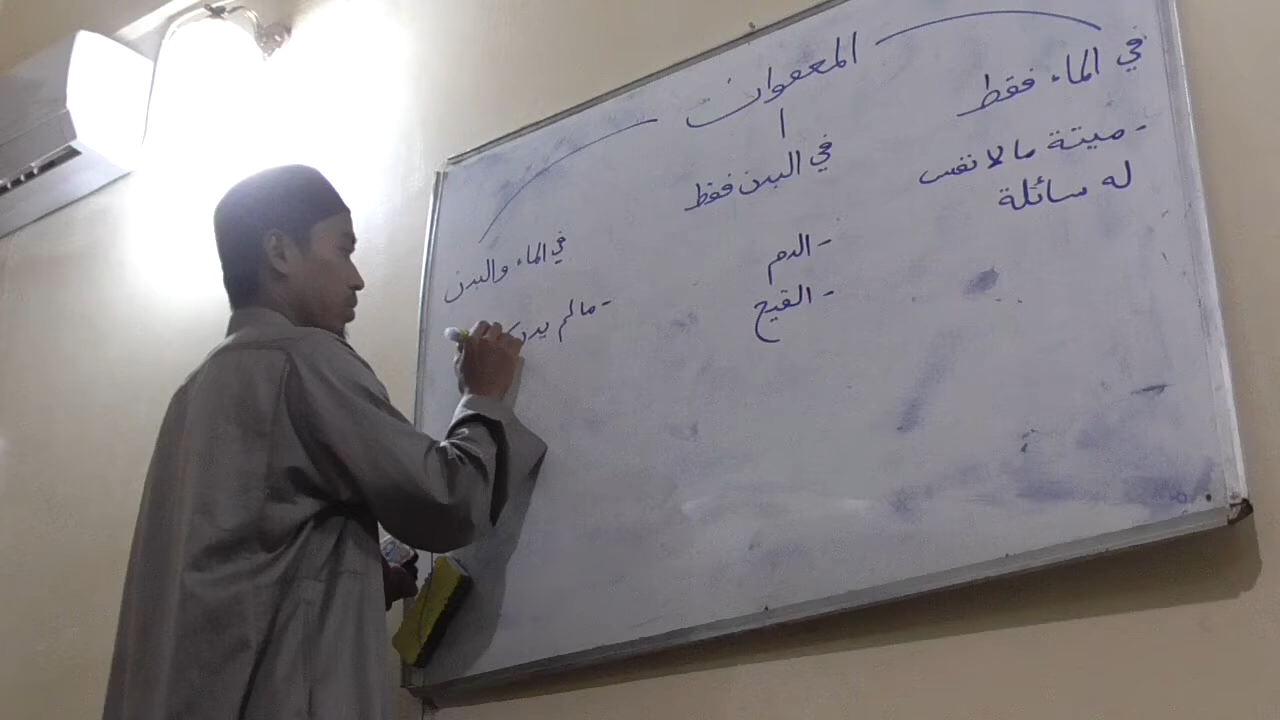 المعفوات
في الماء فقط
- ميتة ما لا نفس
له سائلة
في البدن فقط
- الدم
- القيح
في الماء والبدن
- ما لم يدرك